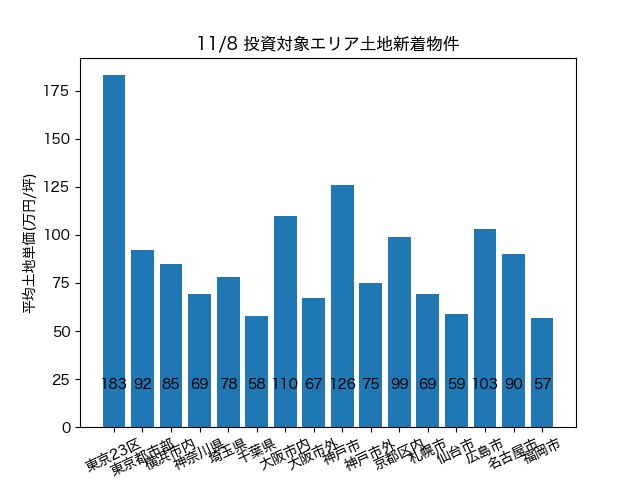 11/8 投資対象エリア土地新着物件
平均土地単価(万円/坪)
175
150
125
100
75
50
25
0
183 92 85 69 78 58 110 67 126 75 99 69 59 103 90 57
東京23区 東京都市部 横浜市内 神奈川県 埼玉県 千葉県 大阪市内 大阪市外 神戸市 神戸市外 京都区内 札幌市 仙台市 広島市 名古屋市 福岡市